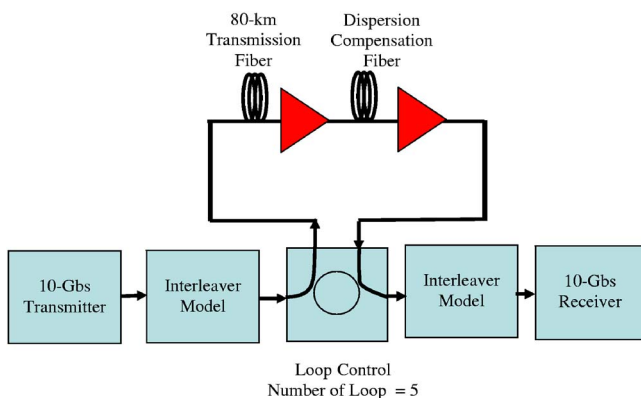 80-km
Transmission
Fiber
Dispersion
Compensation
Fiber
10-Gbs
Transmitter
Interleaver
Model
Interleaver
Model
10-Gbs
Receiver
Loop Control
Number of Loop = 5